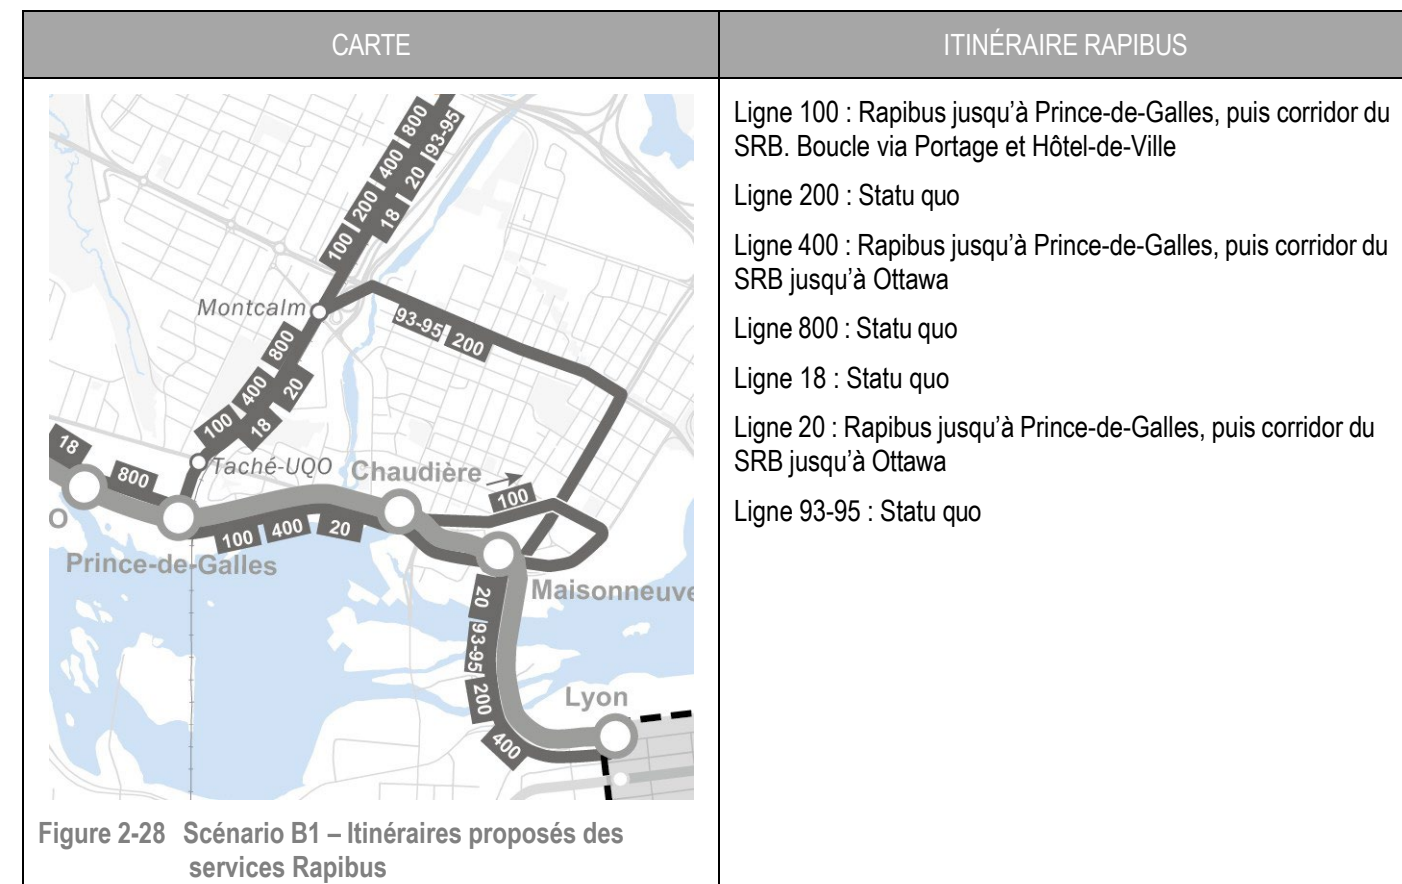 CARTE
ITINÉRAIRE RAPIBUS
100 200 400 800
18 20 93-95
Montcalm
93-95 200
100 400 800
18 20
18
800
Taché-UQO
Chaudière
100
O
100 400 20
Prince-de-Galles
Maisonneuve
20 93-95 200
400
Lyon
Figure 2-28 Scénario B1 – Itinéraires proposés des
services Rapibus
Ligne 100 : Rapibus jusqu’à Prince-de-Galles, puis corridor du
SRB. Boucle via Portage et Hôtel-de-Ville
Ligne 200 : Statu quo
Ligne 400 : Rapibus jusqu’à Prince-de-Galles, puis corridor du
SRB jusqu’à Ottawa
Ligne 800 : Statu quo
Ligne 18 : Statu quo
Ligne 20 : Rapibus jusqu’à Prince-de-Galles, puis corridor du
SRB jusqu’à Ottawa
Ligne 93-95 : Statu quo